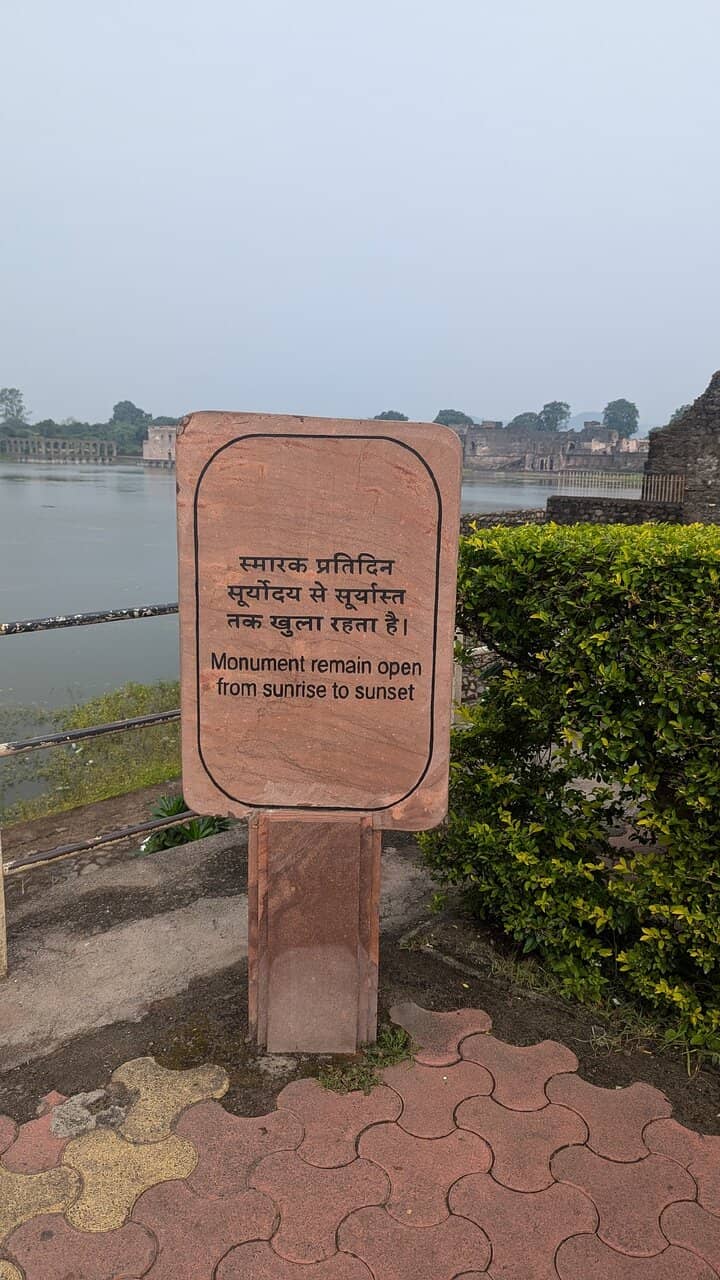 स्मारक प्रतिदिन
सूर्योदय से सूर्यास्त
तक खुला रहता है।
Monument remain open
from sunrise to sunset